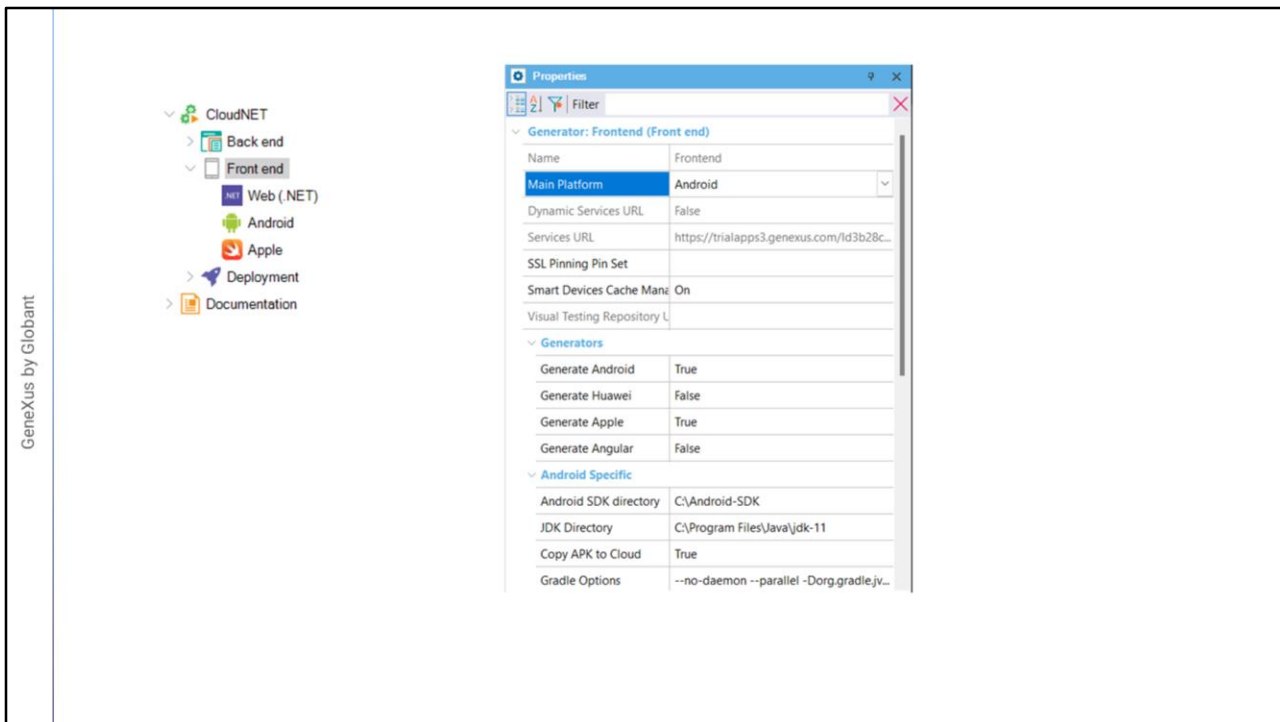 GeneXus by Globant
CloudNET
Back end
Front end
.NET Web (.NET)
Android
Apple
Deployment
Documentation
Properties
Filter
Generator: Frontend (Front end)
Name Frontend
Main Platform Android
Dynamic Services URL False
Services URL https://trialapps3.genexus.com/Id3b28c...
SSL Pinning Pin Set
Smart Devices Cache Mana On
Visual Testing Repository U
Generators
Generate Android True
Generate Huawei False
Generate Apple True
Generate Angular False
Android Specific
Android SDK directory C:\Android-SDK
JDK Directory C:\Program Files\Java\jdk-11
Copy APK to Cloud True
Gradle Options --no-daemon --parallel -Dorg.gradle.jv...